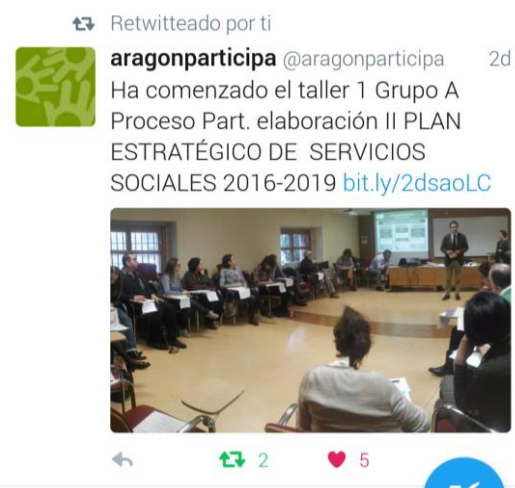 Retwitteado por ti
aragonparticipa @aragonparticipa 2d
Ha comenzado el taller 1 Grupo A
Proceso Part. elaboración II PLAN
ESTRATÉGICO DE SERVICIOS
SOCIALES 2016-2019 bit.ly/2dsaoLC
2 5